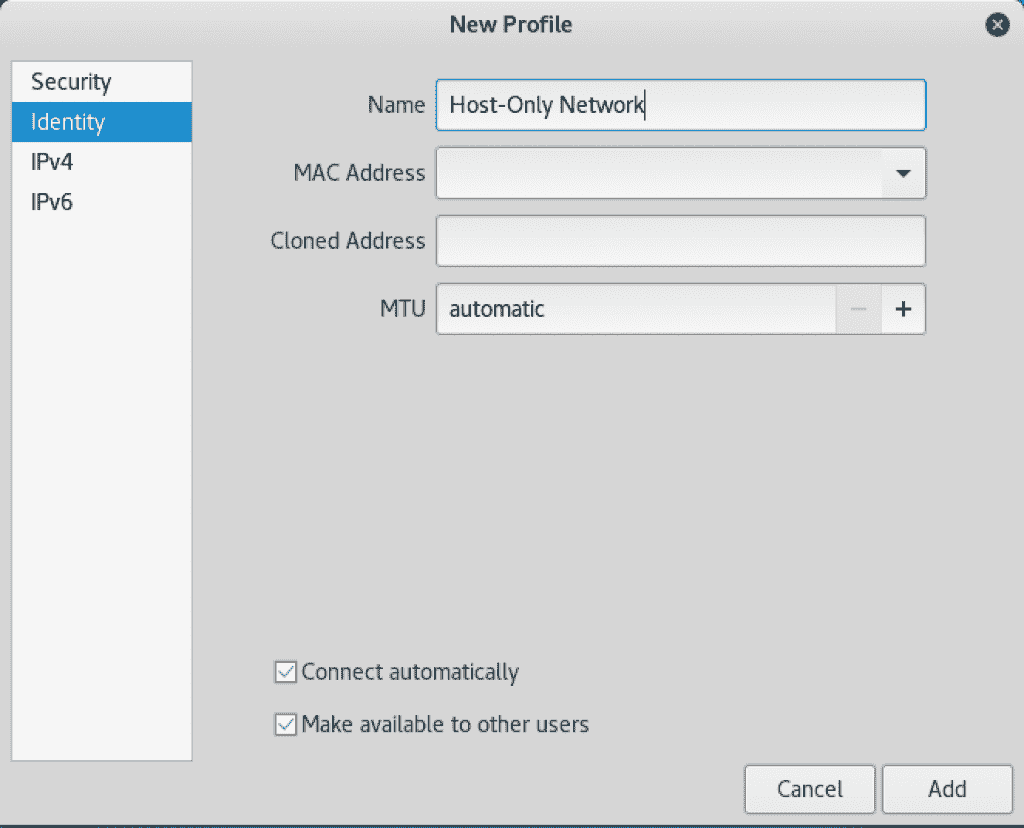 New Profile
Security
Identity
IPv4
IPv6
Name
Host-Only Network
MAC Address
Cloned Address
MTU
automatic
Connect automatically
Make available to other users
Cancel
Add